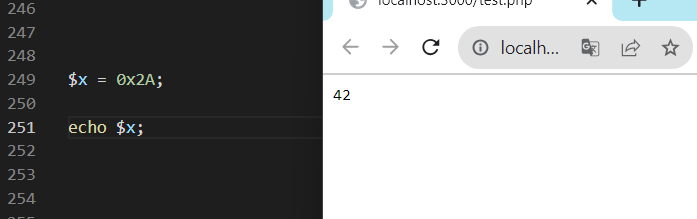 246
247
248
249 $x = 0x2A;
250
251 echo $x;
252
253
254
localhost:3000/test.php
localh...
42